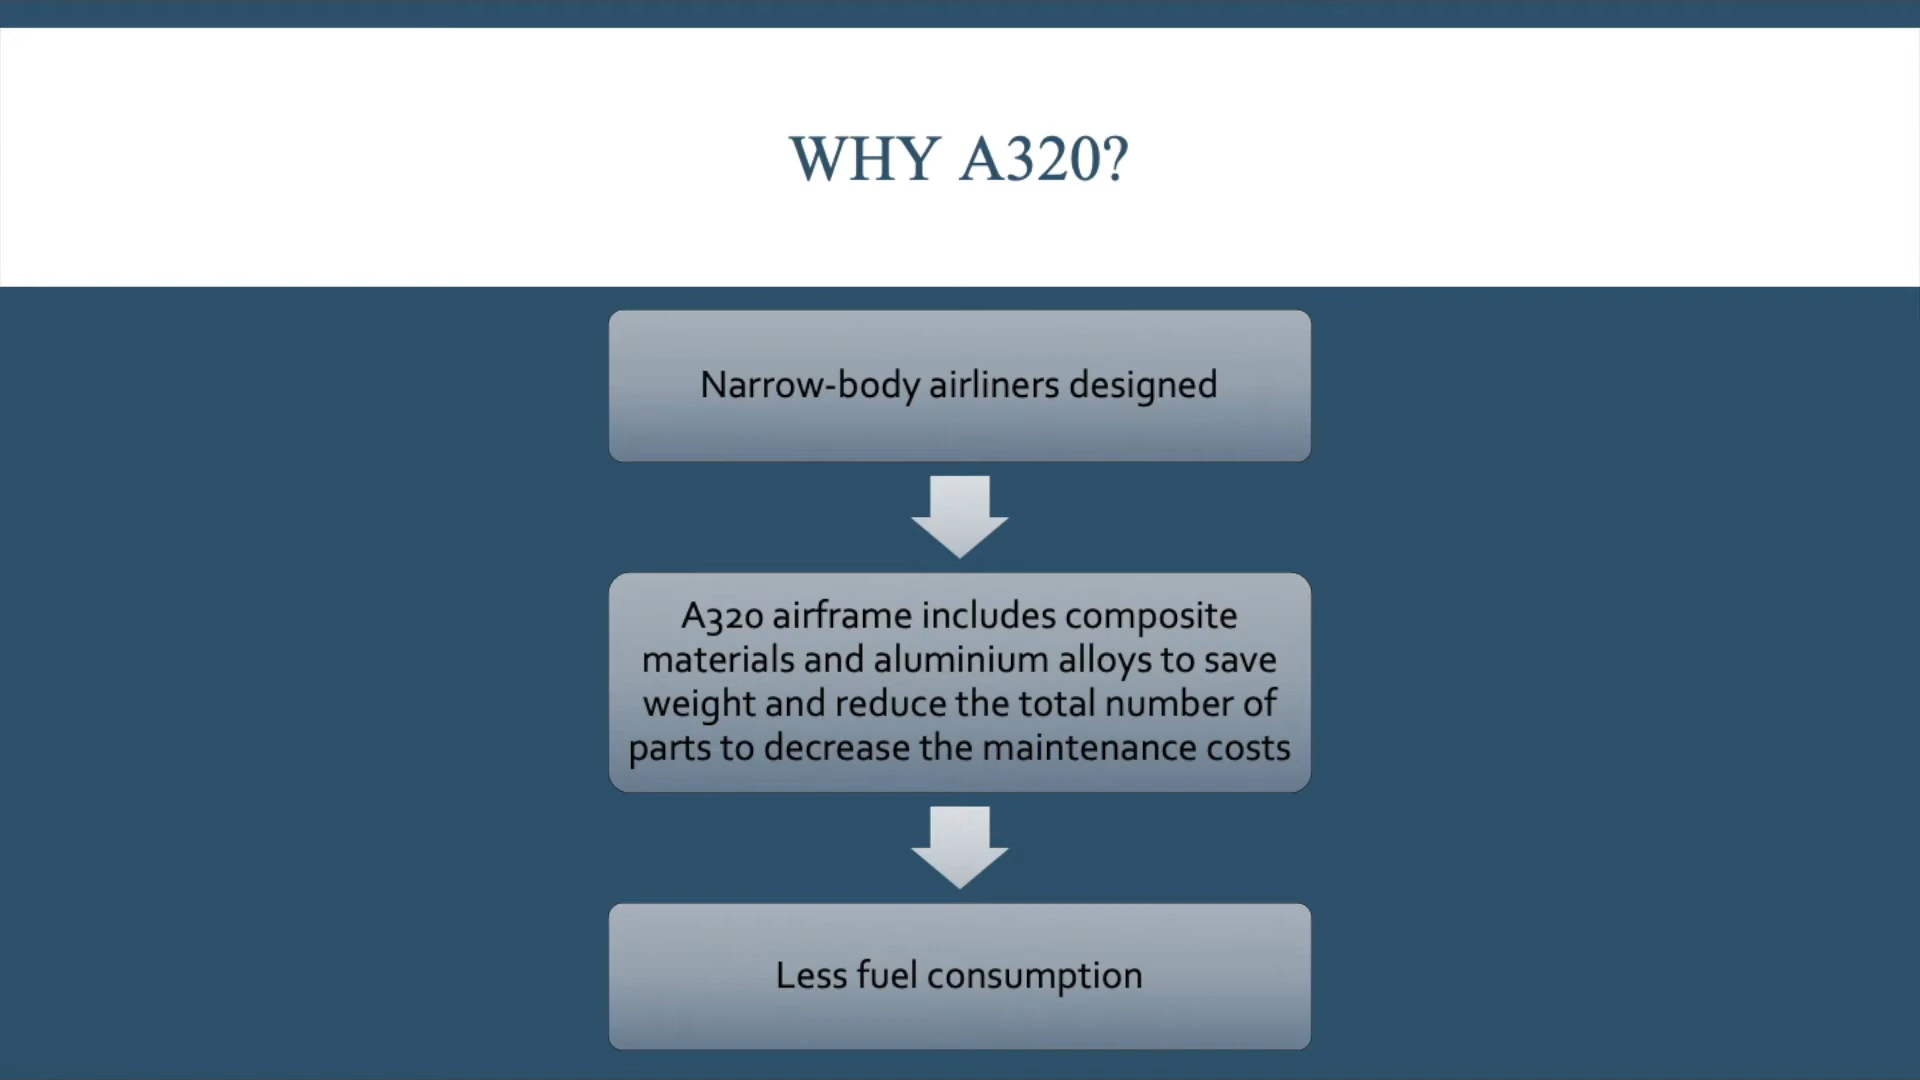 WHY A320?
Narrow-body airliners designed
A320 airframe includes composite
materials and aluminium alloys to save
weight and reduce the total number of
parts to decrease the maintenance costs
Less fuel consumption